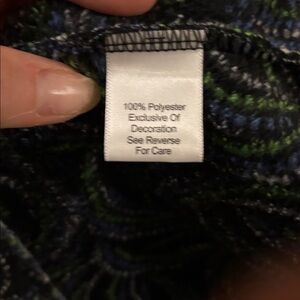 100% Polyester
Exclusive Of
Decoration
See Reverse
For Care